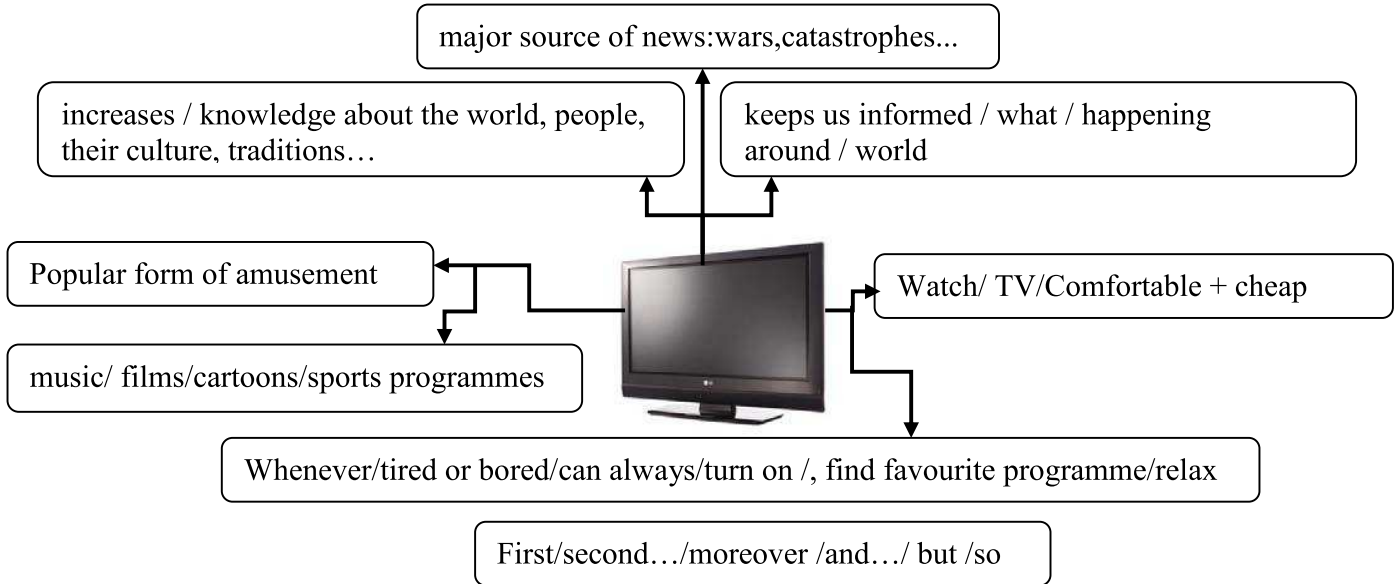 major source of news:wars,catastrophes...
increases / knowledge about the world, people,
their culture, traditions…
keeps us informed / what / happening
around / world
Popular form of amusement
Watch/ TV/Comfortable + cheap
music/ films/cartoons/sports programmes
LG
Whenever/tired or bored/can always/turn on /, find favourite programme/relax
First/second…/moreover /and…/ but /so